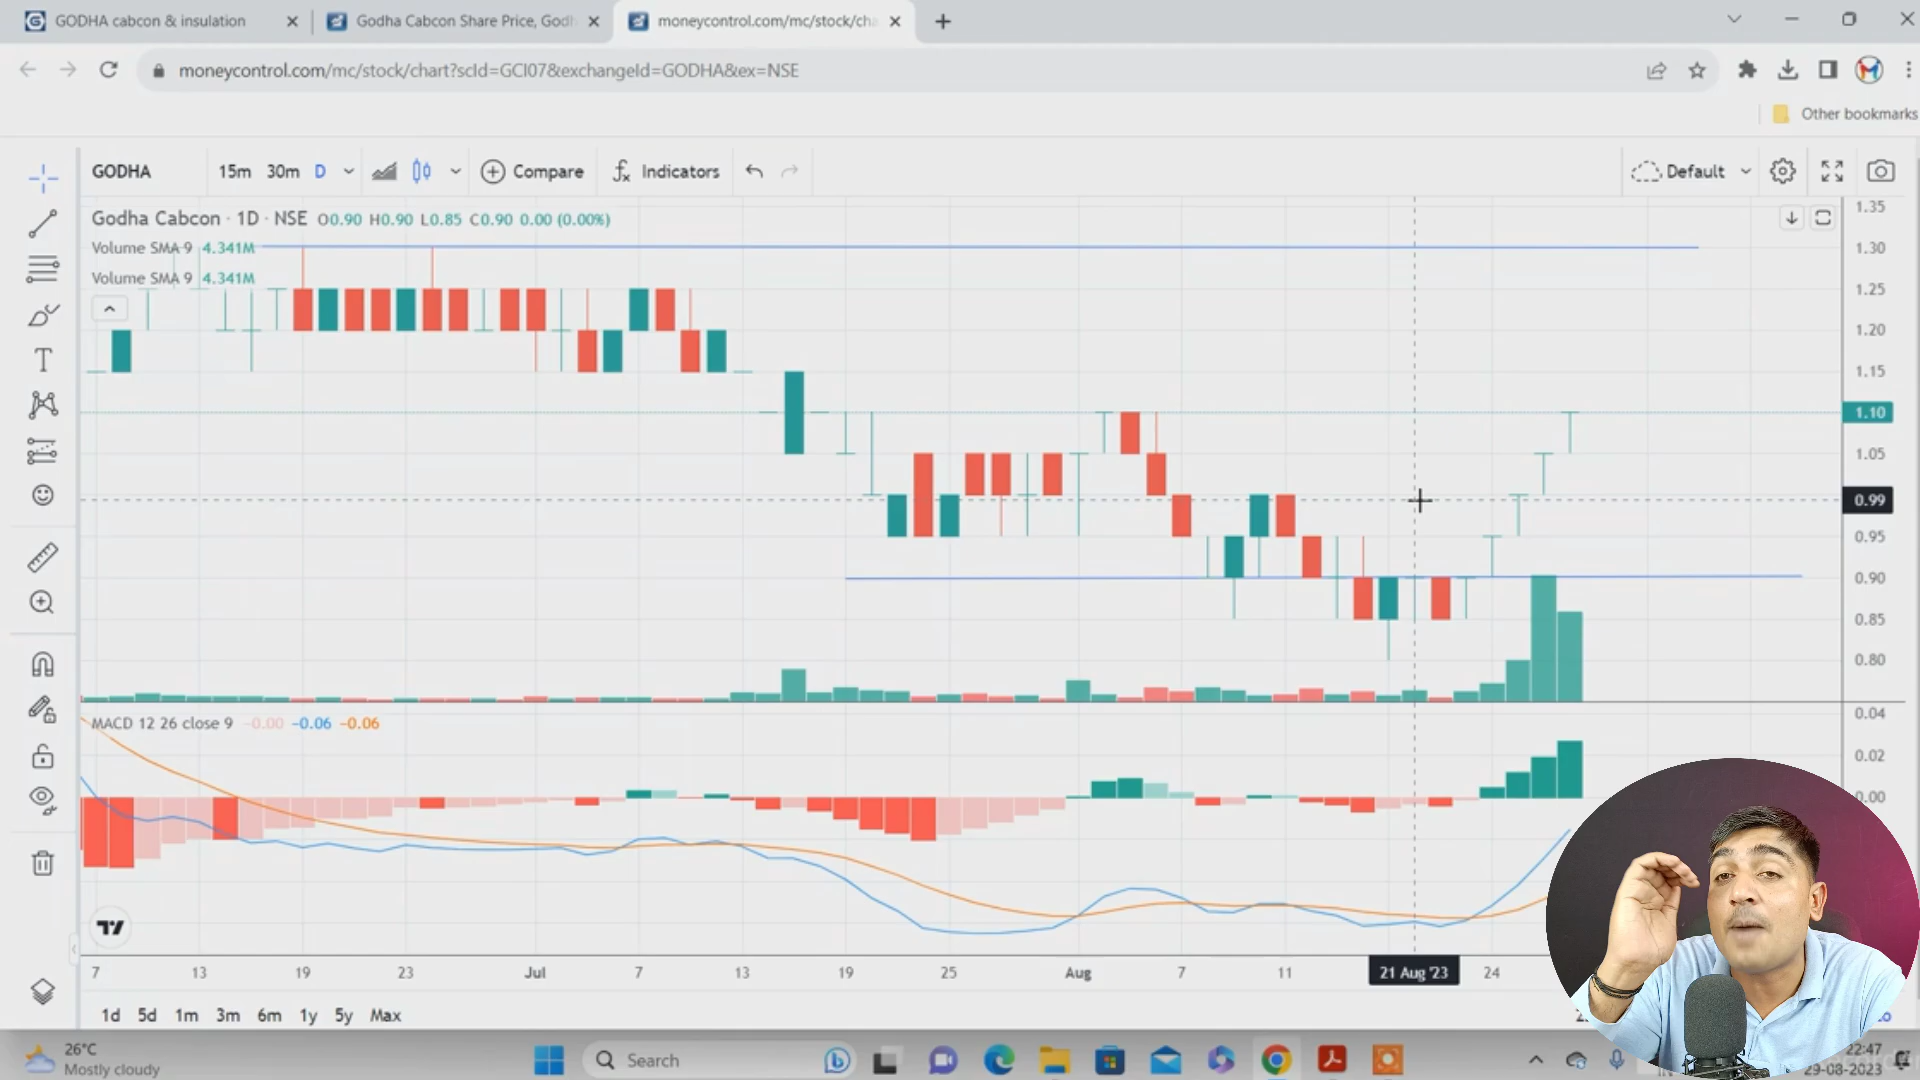 GODHA cabcon & insulation
Godha Cabcon Share Price, Godh
moneycontrol.com/mc/stock/cha
moneycontrol.com/mc/stock/chart?scId=GCI07&exchangeId=GODHA&ex=NSE
Other bookmarks
GODHA 15m 30m D Compare Indicators Default
Godha Cabcon · 1D · NSE O0.90 H0.90 L0.85 C0.90 0.00 (0.00%)
Volume SMA 9 4.341M
Volume SMA 9 4.341M
1.35
1.30
1.25
1.20
1.15
1.10
1.05
0.99
0.95
0.90
0.85
0.80
MACD 12 26 close 9 -0.00 -0.06 -0.06
0.04
0.02
0.00
7 13 19 23 Jul 7 13 19 25 Aug 7 11 21 Aug '23 24
1d 5d 1m 3m 6m 1y 5y Max
26°C
Mostly cloudy
Search
22:47
29-08-2023